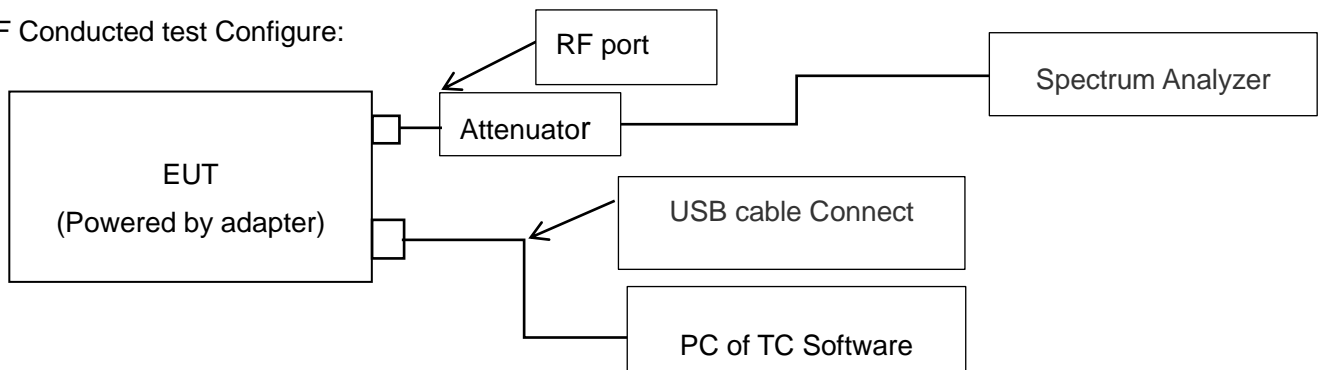 F Conducted test Configure:
RF port
Spectrum Analyzer
Attenuator
EUT
(Powered by adapter)
USB cable Connect
PC of TC Software